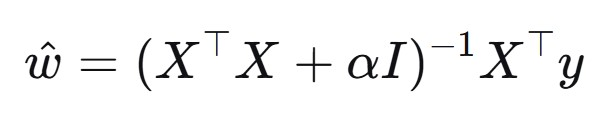 ŵ = (X⊤X + αI)⁻¹X⊤y